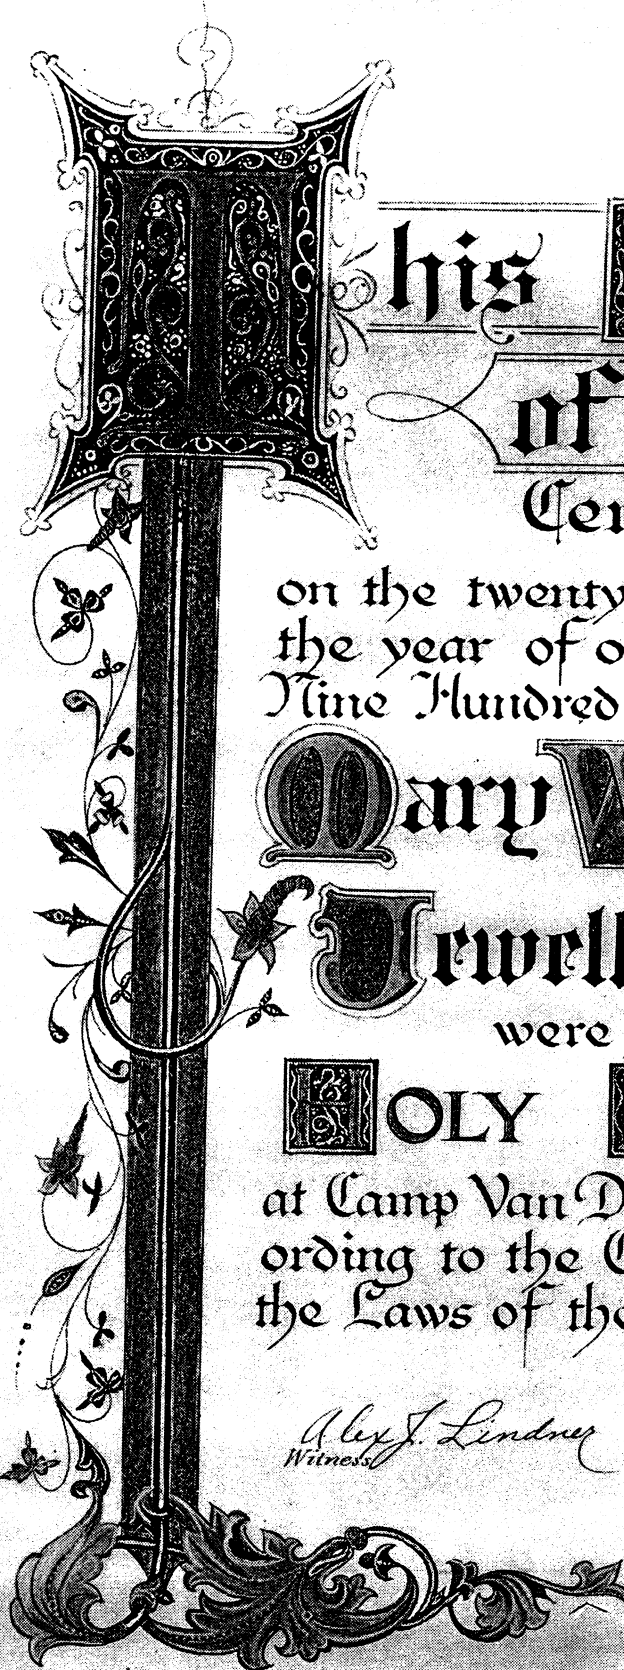 This
of
Cer
on the twenty
the year of o
Nine Hundred
Mary W
Jewell
were
HOLY
at Camp Van D
ording to the C
the Laws of the
Alex J. Lindner
Witness